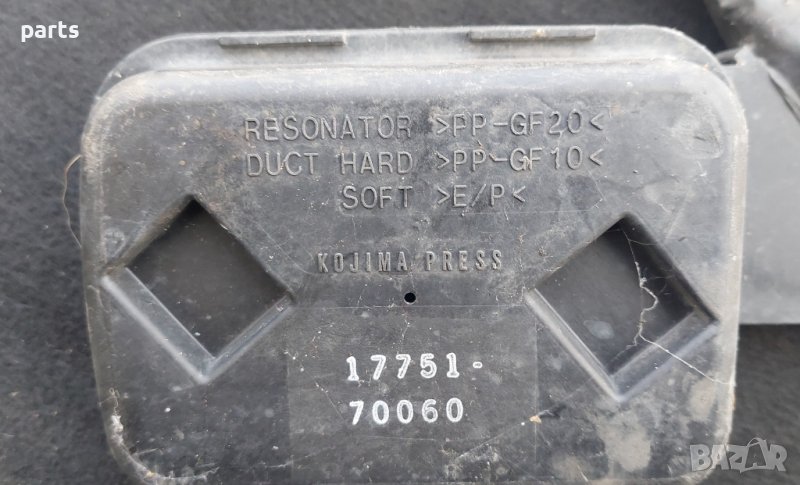 parts
RESONATOR >PP-GF20<
DUCT HARD >PP-GF10<
SOFT >E/P<
KOJIMA PRESS
17751-
70060
BAZAR